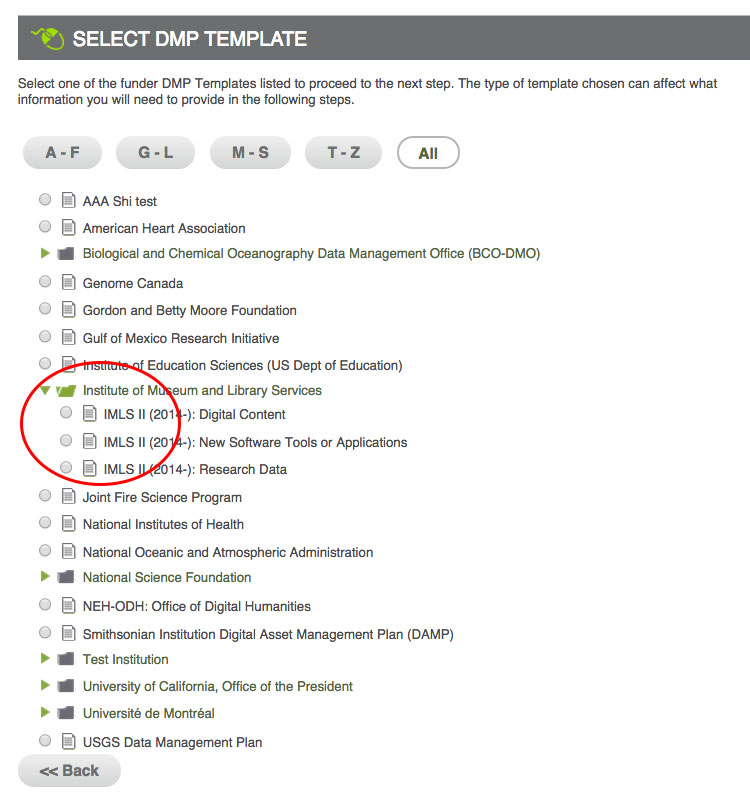 SELECT DMP TEMPLATE
Select one of the funder DMP Templates listed to proceed to the next step. The type of template chosen can affect what
information you will need to provide in the following steps.
A - F G - L M - S T - Z All
AAA Shi test
American Heart Association
Biological and Chemical Oceanography Data Management Office (BCO-DMO)
Genome Canada
Gordon and Betty Moore Foundation
Gulf of Mexico Research Initiative
Institute of Education Sciences (US Dept of Education)
Institute of Museum and Library Services
IMLS II (2014-): Digital Content
IMLS II (2014-): New Software Tools or Applications
IMLS II (2014-): Research Data
Joint Fire Science Program
National Institutes of Health
National Oceanic and Atmospheric Administration
National Science Foundation
NEH-ODH: Office of Digital Humanities
Smithsonian Institution Digital Asset Management Plan (DAMP)
Test Institution
University of California, Office of the President
Université de Montréal
USGS Data Management Plan
<< Back